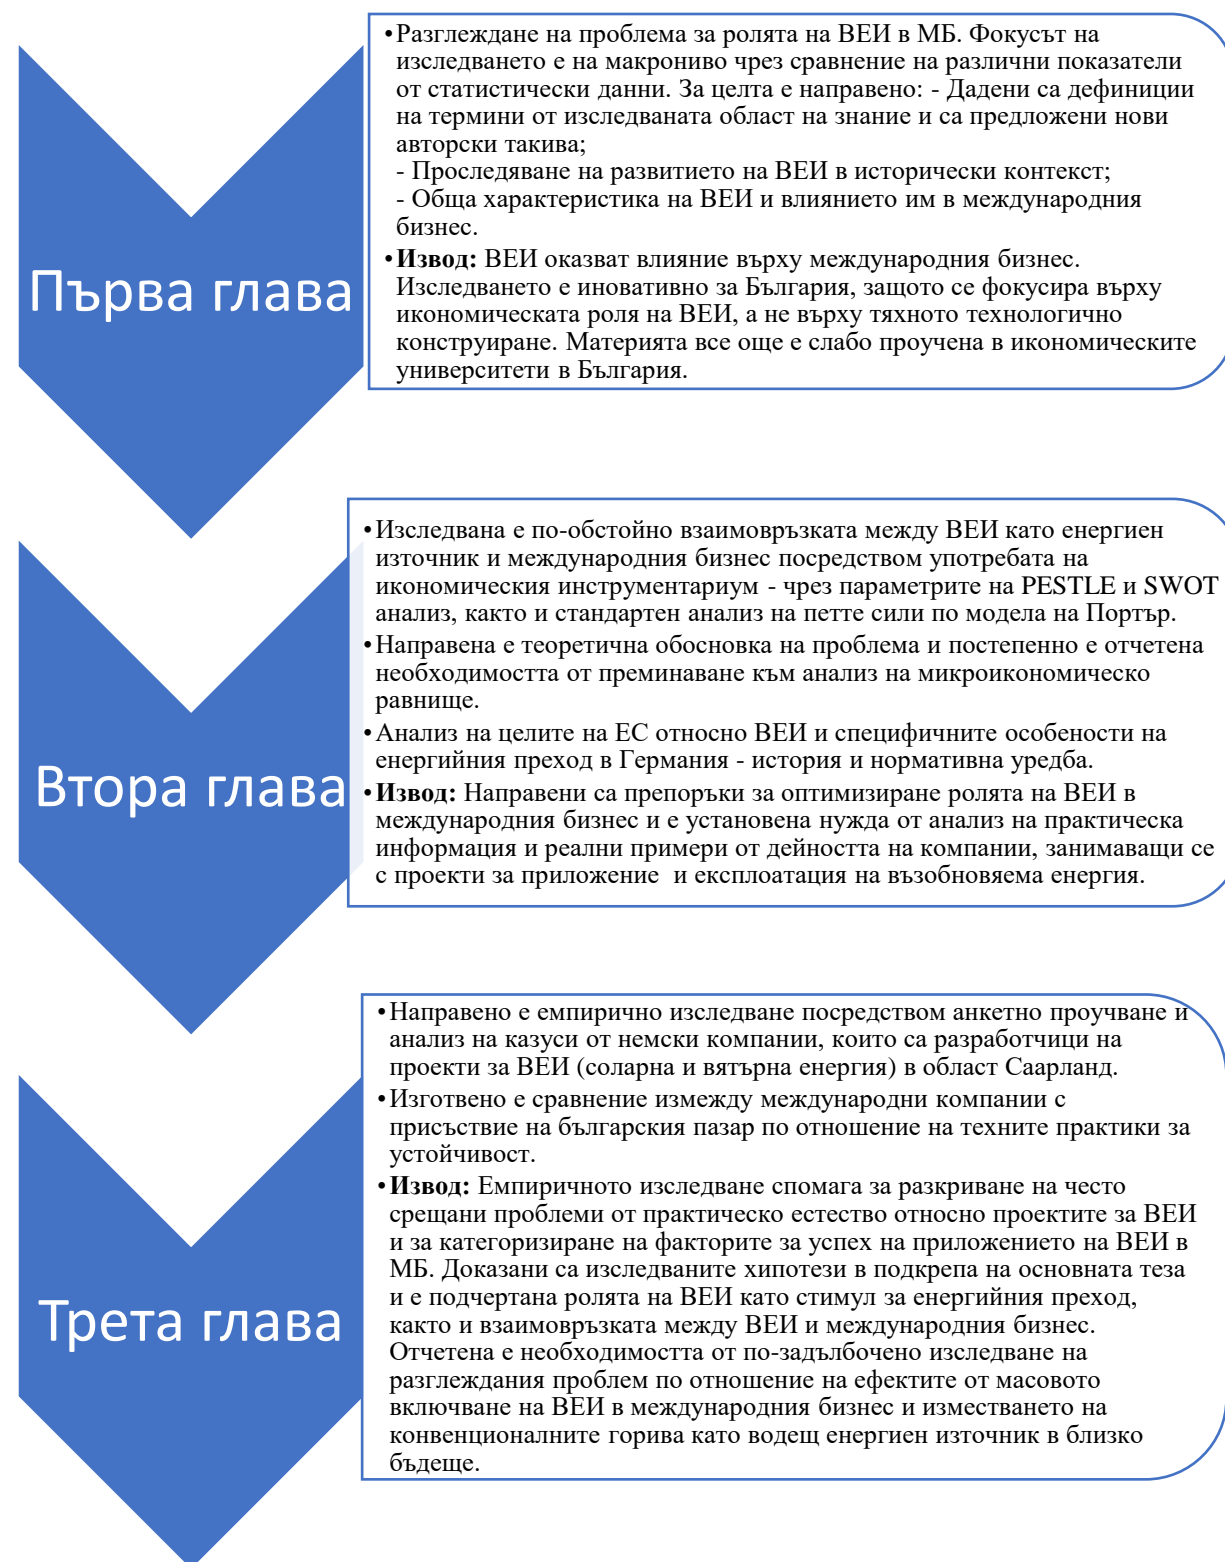 Първа глава
•Разглеждане на проблема за ролята на ВЕИ в МБ. Фокусът на
изследването е на макрониво чрез сравнение на различни показатели
от статистически данни. За целта е направено: - Дадени са дефиниции
на термини от изследваната област на знание и са предложени нови
авторски такива;
- Проследяване на развитието на ВЕИ в исторически контекст;
- Обща характеристика на ВЕИ и влиянието им в международния
бизнес.
•Извод: ВЕИ оказват влияние върху международния бизнес.
Изследването е иновативно за България, защото се фокусира върху
икономическата роля на ВЕИ, а не върху тяхното технологично
конструиране. Материята все още е слабо проучена в икономическите
университети в България.
Втора глава
•Изследвана е по-обстойно взаимовръзката между ВЕИ като енергиен
източник и международния бизнес посредством употребата на
икономическия инструментариум - чрез параметрите на PESTLE и SWOT
анализ, както и стандартен анализ на петте сили по модела на Портър.
•Направена е теоретична обосновка на проблема и постепенно е отчетена
необходимостта от преминаване към анализ на микроикономическо
равнище.
•Анализ на целите на ЕС относно ВЕИ и специфичните особености на
енергийния преход в Германия - история и нормативна уредба.
•Извод: Направени са препоръки за оптимизиране ролята на ВЕИ в
международния бизнес и е установена нужда от анализ на практическа
информация и реални примери от дейността на компании, занимаващи се
с проекти за приложение и експлоатация на възобновяема енергия.
Трета глава
•Направено е емпирично изследване посредством анкетно проучване и
анализ на казуси от немски компании, които са разработчици на
проекти за ВЕИ (соларна и вятърна енергия) в област Саарланд.
•Изготвено е сравнение измежду международни компании с
присъствие на българския пазар по отношение на техните практики за
устойчивост.
•Извод: Емпиричното изследване спомага за разкриване на често
срещани проблеми от практическо естество относно проектите за ВЕИ
и за категоризиране на факторите за успех на приложението на ВЕИ в
МБ. Доказани са изследваните хипотези в подкрепа на основната теза
и е подчертана ролята на ВЕИ като стимул за енергийния преход,
както и взаимовръзката между ВЕИ и международния бизнес.
Отчетена е необходимостта от по-задълбочено изследване на
разглеждания проблем по отношение на ефектите от масовото
включване на ВЕИ в международния бизнес и изместването на
конвенционалните горива като водещ енергиен източник в близко
бъдеще.